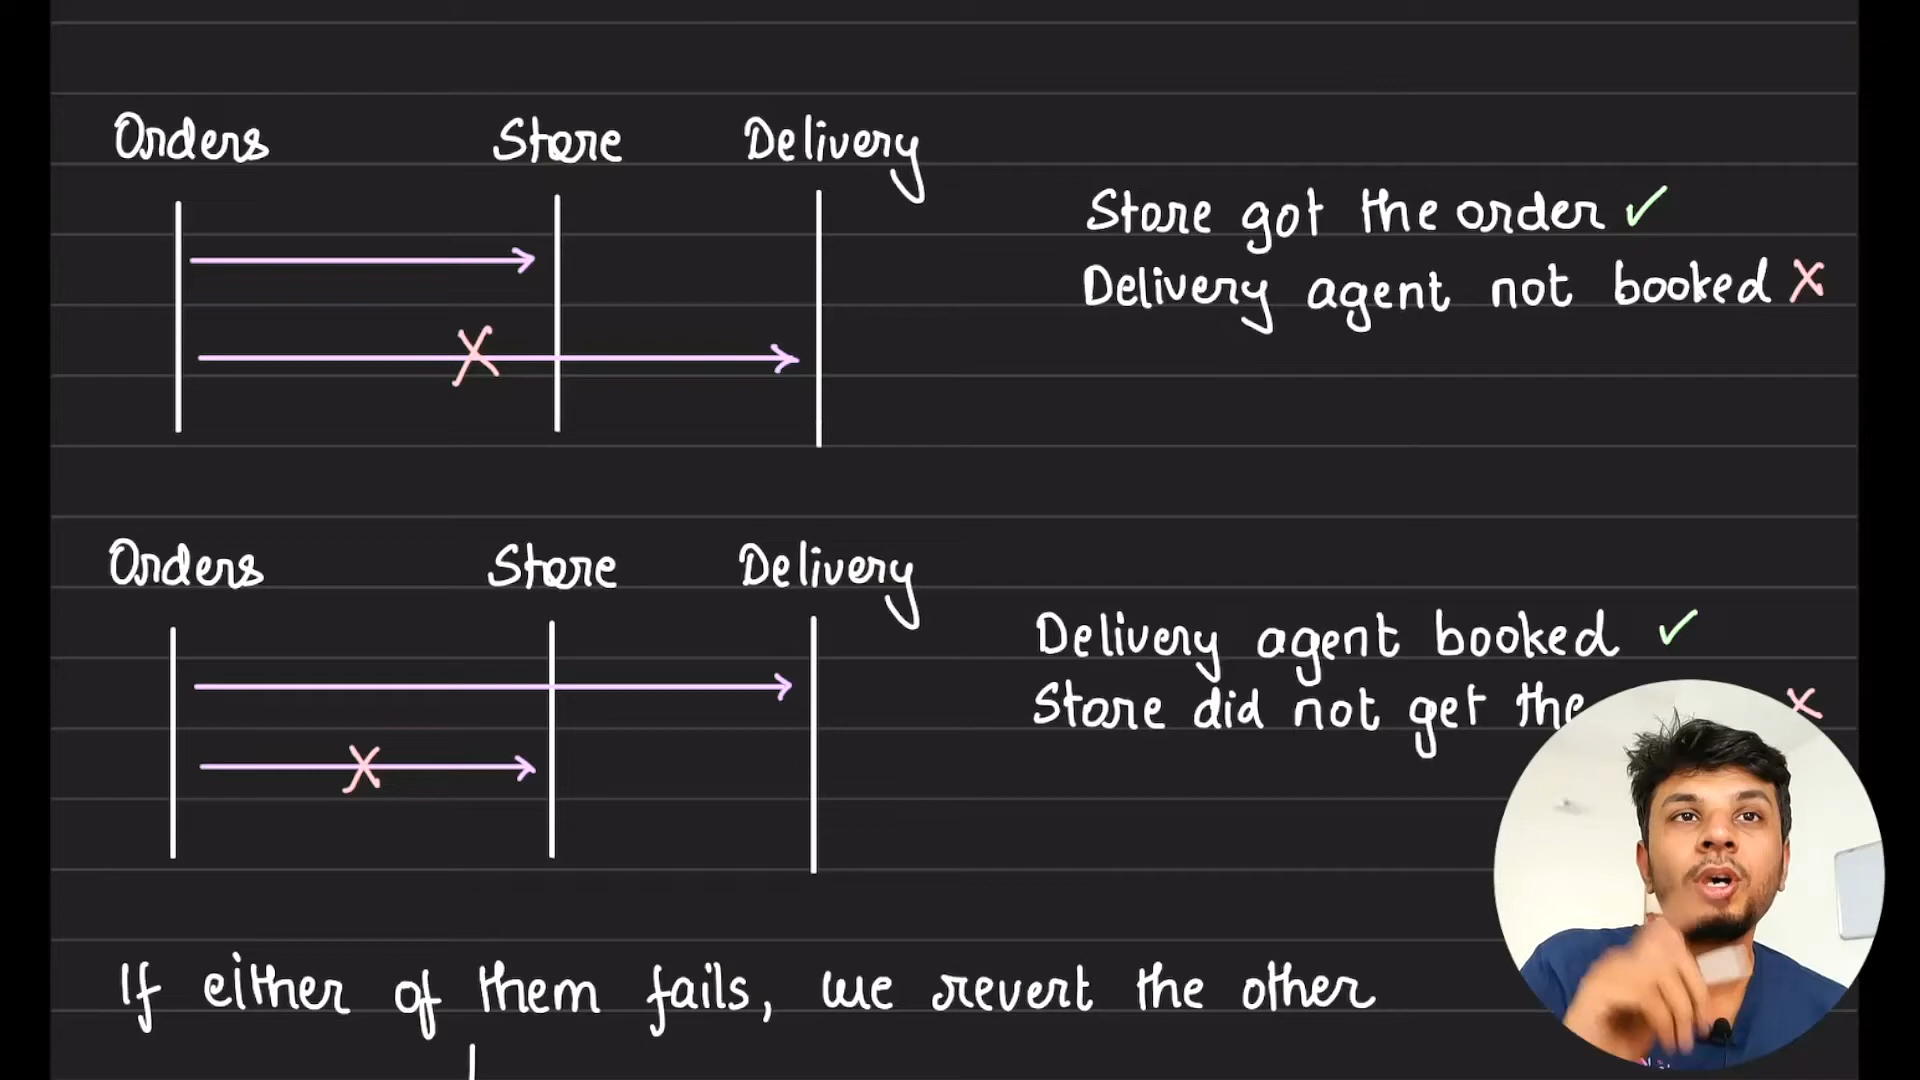 Orders Store Delivery
Store got the order ✓
Delivery agent not booked X
Orders Store Delivery
Delivery agent booked ✓
Store did not get the X
If either of them fails, we revert the other